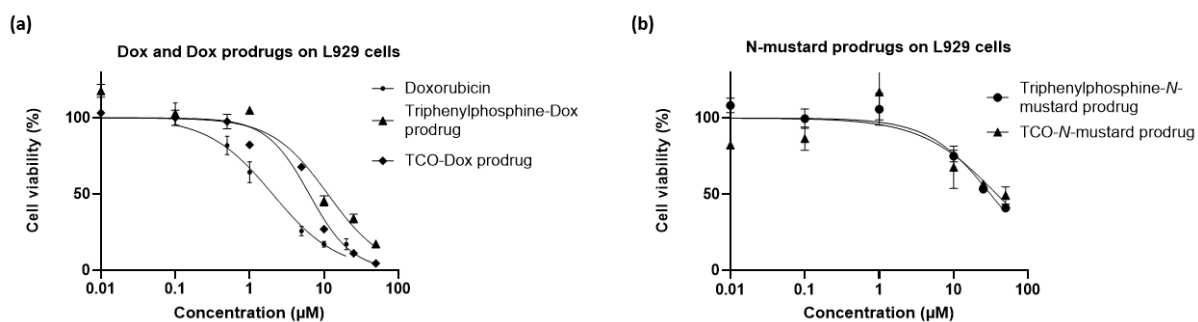 (a)
Dox and Dox prodrugs on L929 cells
Doxorubicin
Triphenylphosphine-Dox
prodrug
TCO-Dox prodrug
Cell viability (%)
100
50
0
0.01
0.1
1
10
100
Concentration (µM)
(b)
N-mustard prodrugs on L929 cells
Triphenylphosphine-N-
mustard prodrug
TCO-N-mustard prodrug
Cell viability (%)
100
50
0
0.01
0.1
1
10
100
Concentration (µM)